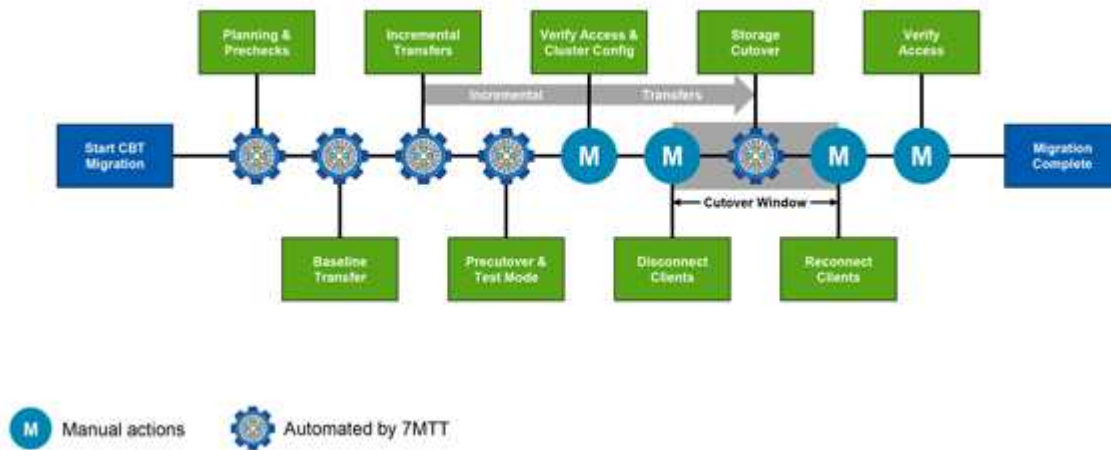 Planning &
Prechecks
Incremental
Transfers
Verify Access &
Cluster Config
Storage
Cutover
Verify
Access
Incremental Transfers
Start CBT
Migration
M
M
M
M
Migration
Complete
Cutover Window
Baseline
Transfer
Precutover &
Test Mode
Disconnect
Clients
Reconnect
Clients
M Manual actions
Automated by 7MTT